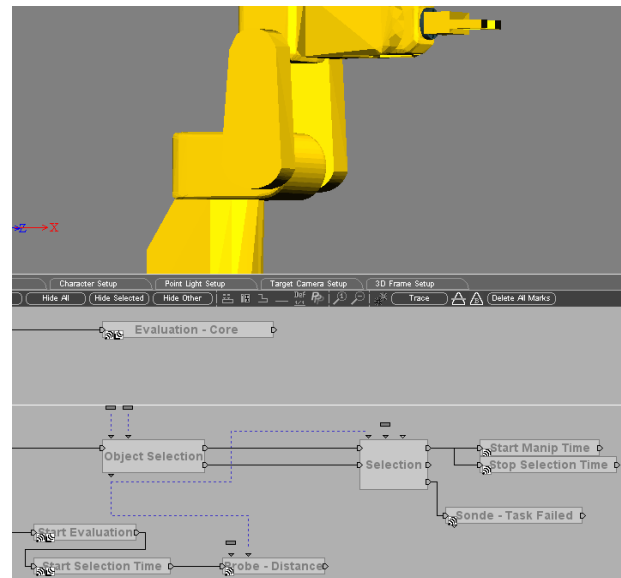 Z X
Character Setup Point Light Setup Target Camera Setup 3D Frame Setup
Hide All Hide Selected Hide Other Def Trace Delete All Marks
Evaluation - Core
Object Selection Selection Start Manip Time
Stop Selection Time
Sonde - Task Failed
Start Evaluation
Start Selection Time Probe - Distance